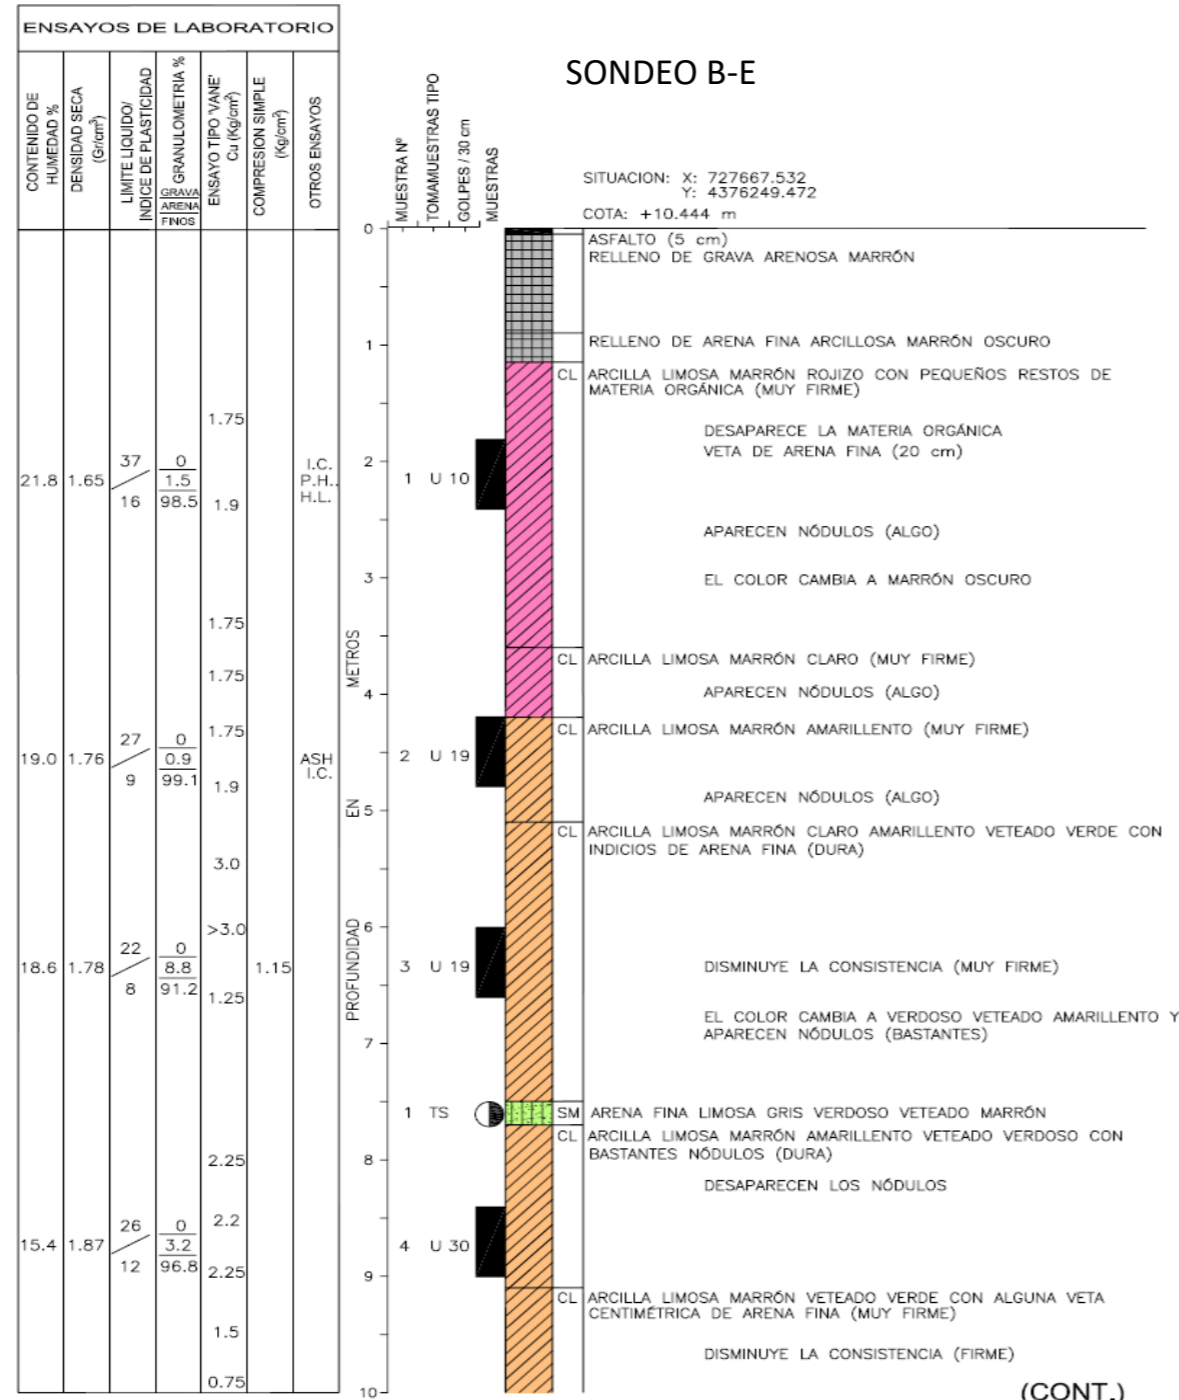 ENSAYOS DE LABORATORIO
CONTENIDO DE
HUMEDAD %
DENSIDAD SECA
(Gr/cm³)
LIMITE LIQUIDO/
INDICE DE PLASTICIDAD
GRANULOMETRIA %
GRAVA
ARENA
FINOS
ENSAYO TIPO 'VANE'
Cu (Kg/cm²)
COMPRESION SIMPLE
(Kg/cm²)
OTROS ENSAYOS
MUESTRA Nº
TOMAMUESTRAS TIPO
GOLPES / 30 cm
MUESTRAS
SONDEO B-E
SITUACION: X: 727667.532
Y: 4376249.472
COTA: +10.444 m
0
ASFALTO (5 cm)
RELLENO DE GRAVA ARENOSA MARRÓN
1
RELLENO DE ARENA FINA ARCILLOSA MARRÓN OSCURO
CL ARCILLA LIMOSA MARRÓN ROJIZO CON PEQUEÑOS RESTOS DE
MATERIA ORGÁNICA (MUY FIRME)
1.75
DESAPARECE LA MATERIA ORGÁNICA
VETA DE ARENA FINA (20 cm)
2
21.8 1.65 37 16 0 1.5 98.5 1.9 I.C. P.H. H.L.
1 U 10
APARECEN NÓDULOS (ALGO)
3
EL COLOR CAMBIA A MARRÓN OSCURO
1.75
CL ARCILLA LIMOSA MARRÓN CLARO (MUY FIRME)
1.75
4
APARECEN NÓDULOS (ALGO)
1.75
CL ARCILLA LIMOSA MARRÓN AMARILLENTO (MUY FIRME)
19.0 1.76 27 9 0 0.9 99.1 1.9 ASH I.C.
2 U 19
APARECEN NÓDULOS (ALGO)
PROFUNDIDAD EN METROS
5
CL ARCILLA LIMOSA MARRÓN CLARO AMARILLENTO VETEADO VERDE CON
INDICIOS DE ARENA FINA (DURA)
3.0
6
>3.0
18.6 1.78 22 8 0 8.8 91.2 1.25 1.15
3 U 19
DISMINUYE LA CONSISTENCIA (MUY FIRME)
EL COLOR CAMBIA A VERDOSO VETEADO AMARILLENTO Y
APARECEN NÓDULOS (BASTANTES)
7
1 TS
SM ARENA FINA LIMOSA GRIS VERDOSO VETEADO MARRÓN
CL ARCILLA LIMOSA MARRÓN AMARILLENTO VETEADO VERDOSO CON
BASTANTES NÓDULOS (DURA)
2.25
8
DESAPARECEN LOS NÓDULOS
2.2
15.4 1.87 26 12 0 3.2 96.8 2.25
4 U 30
9
CL ARCILLA LIMOSA MARRÓN VETEADO VERDE CON ALGUNA VETA
CENTIMÉTRICA DE ARENA FINA (MUY FIRME)
1.5
DISMINUYE LA CONSISTENCIA (FIRME)
0.75
10
(CONT.)